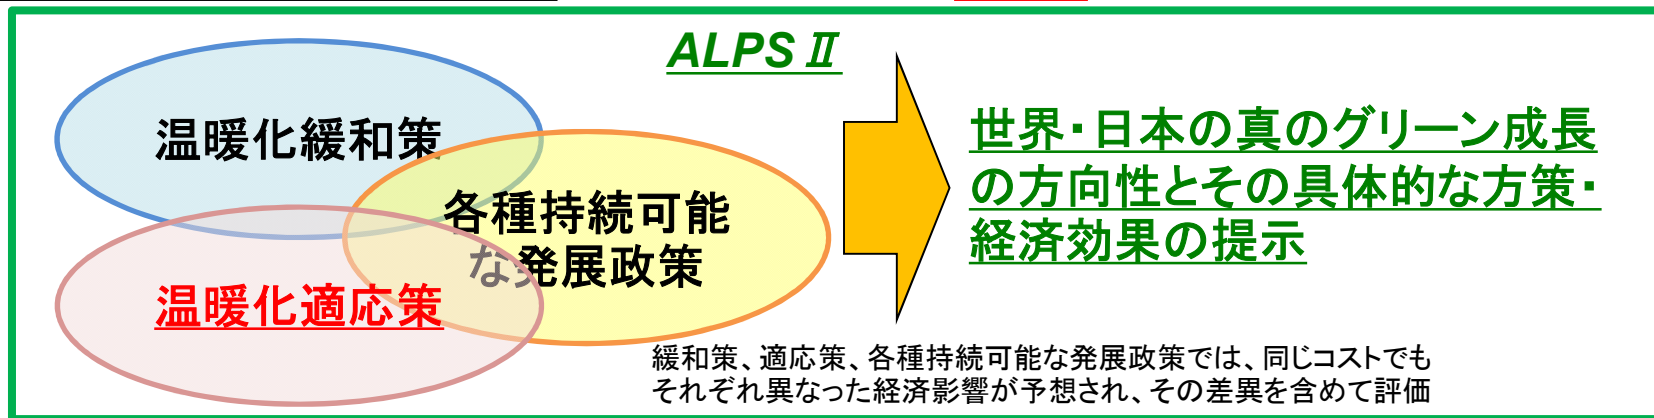 ALPSⅡ
温暖化緩和策
各種持続可能
な発展政策
温暖化適応策
世界・日本の真のグリーン成長
の方向性とその具体的な方策・
経済効果の提示
緩和策、適応策、各種持続可能な発展政策では、同じコストでも
それぞれ異なった経済影響が予想され、その差異を含めて評価